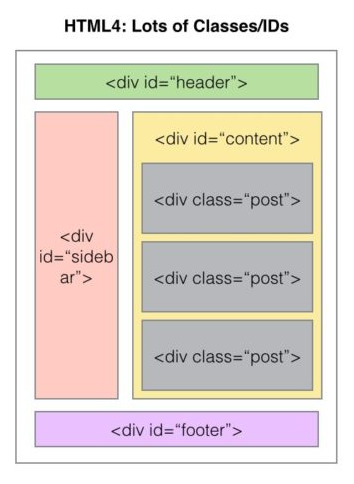 HTML4: Lots of Classes/IDs
<div id=“header”>
<div
id=“sideb
ar”>
<div id=“content”>
<div class=“post”>
<div class=“post”>
<div class=“post”>
<div id=“footer”>